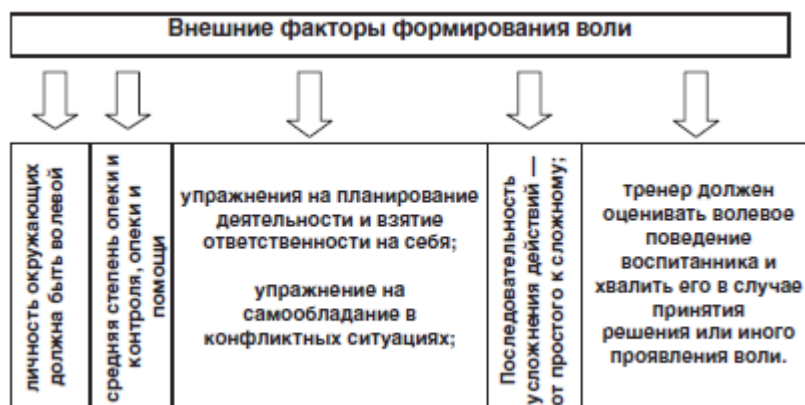 Внешние факторы формирования воли
личность окружающих
должна быть волевой
средняя степень опеки и
контроля, опеки и
помощи
упражнения на планирование
деятельности и взятие
ответственности на себя;
упражнение на
самообладание в
конфликтных ситуациях;
Последовательность
усложнения действий —
от простого к сложному;
тренер должен
оценивать волевое
поведение
воспитанника и
хвалить его в случае
принятия
решения или иного
проявления воли.